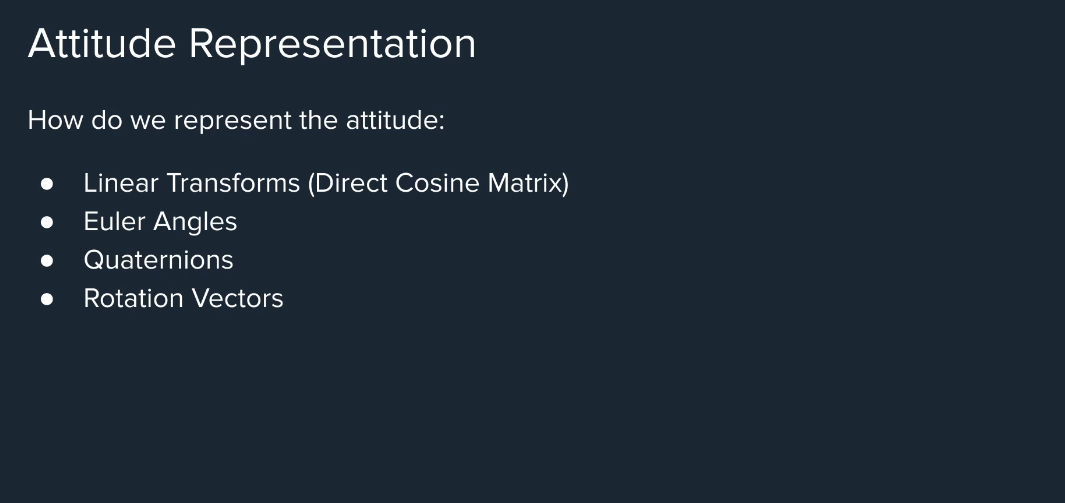 Attitude Representation
How do we represent the attitude:
● Linear Transforms (Direct Cosine Matrix)
● Euler Angles
● Quaternions
● Rotation Vectors